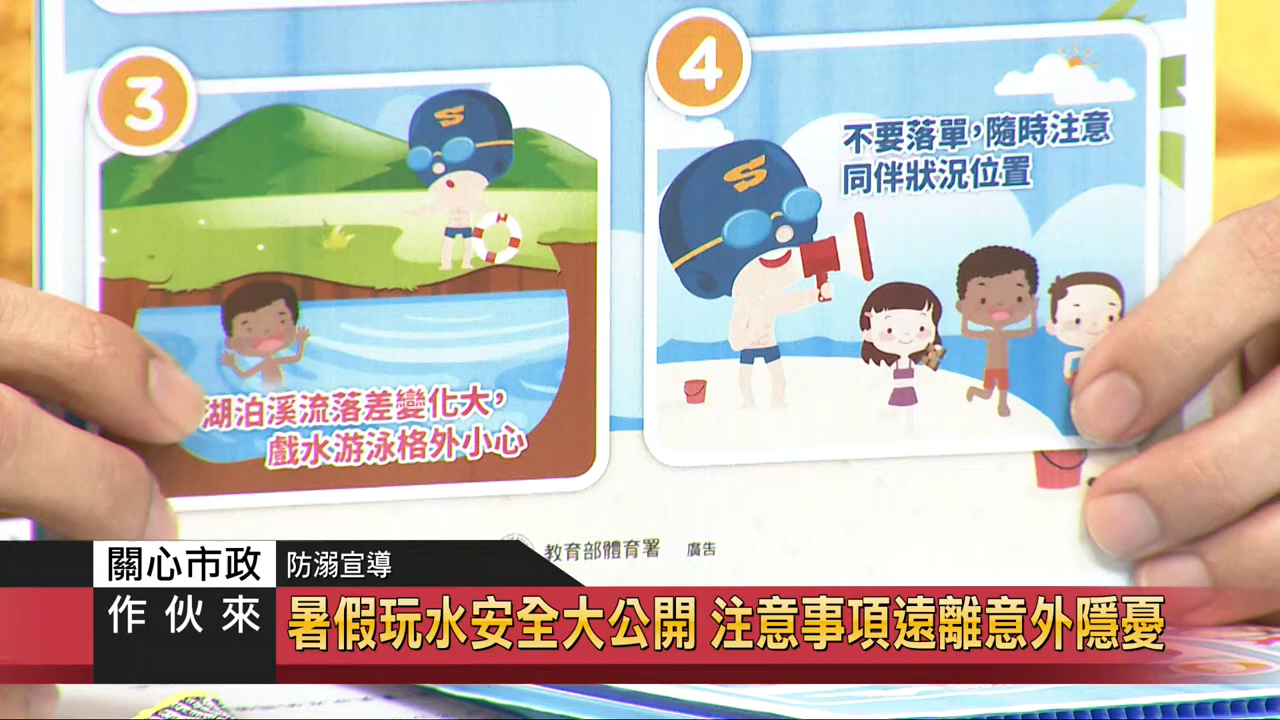 3
4
不要落單，隨時注意
同伴狀況位置
湖泊溪流落差變化大，
戲水游泳格外小心
教育部體育署 廣告
關心市政
作伙來
防溺宣導
暑假玩水安全大公開 注意事項遠離意外隱憂